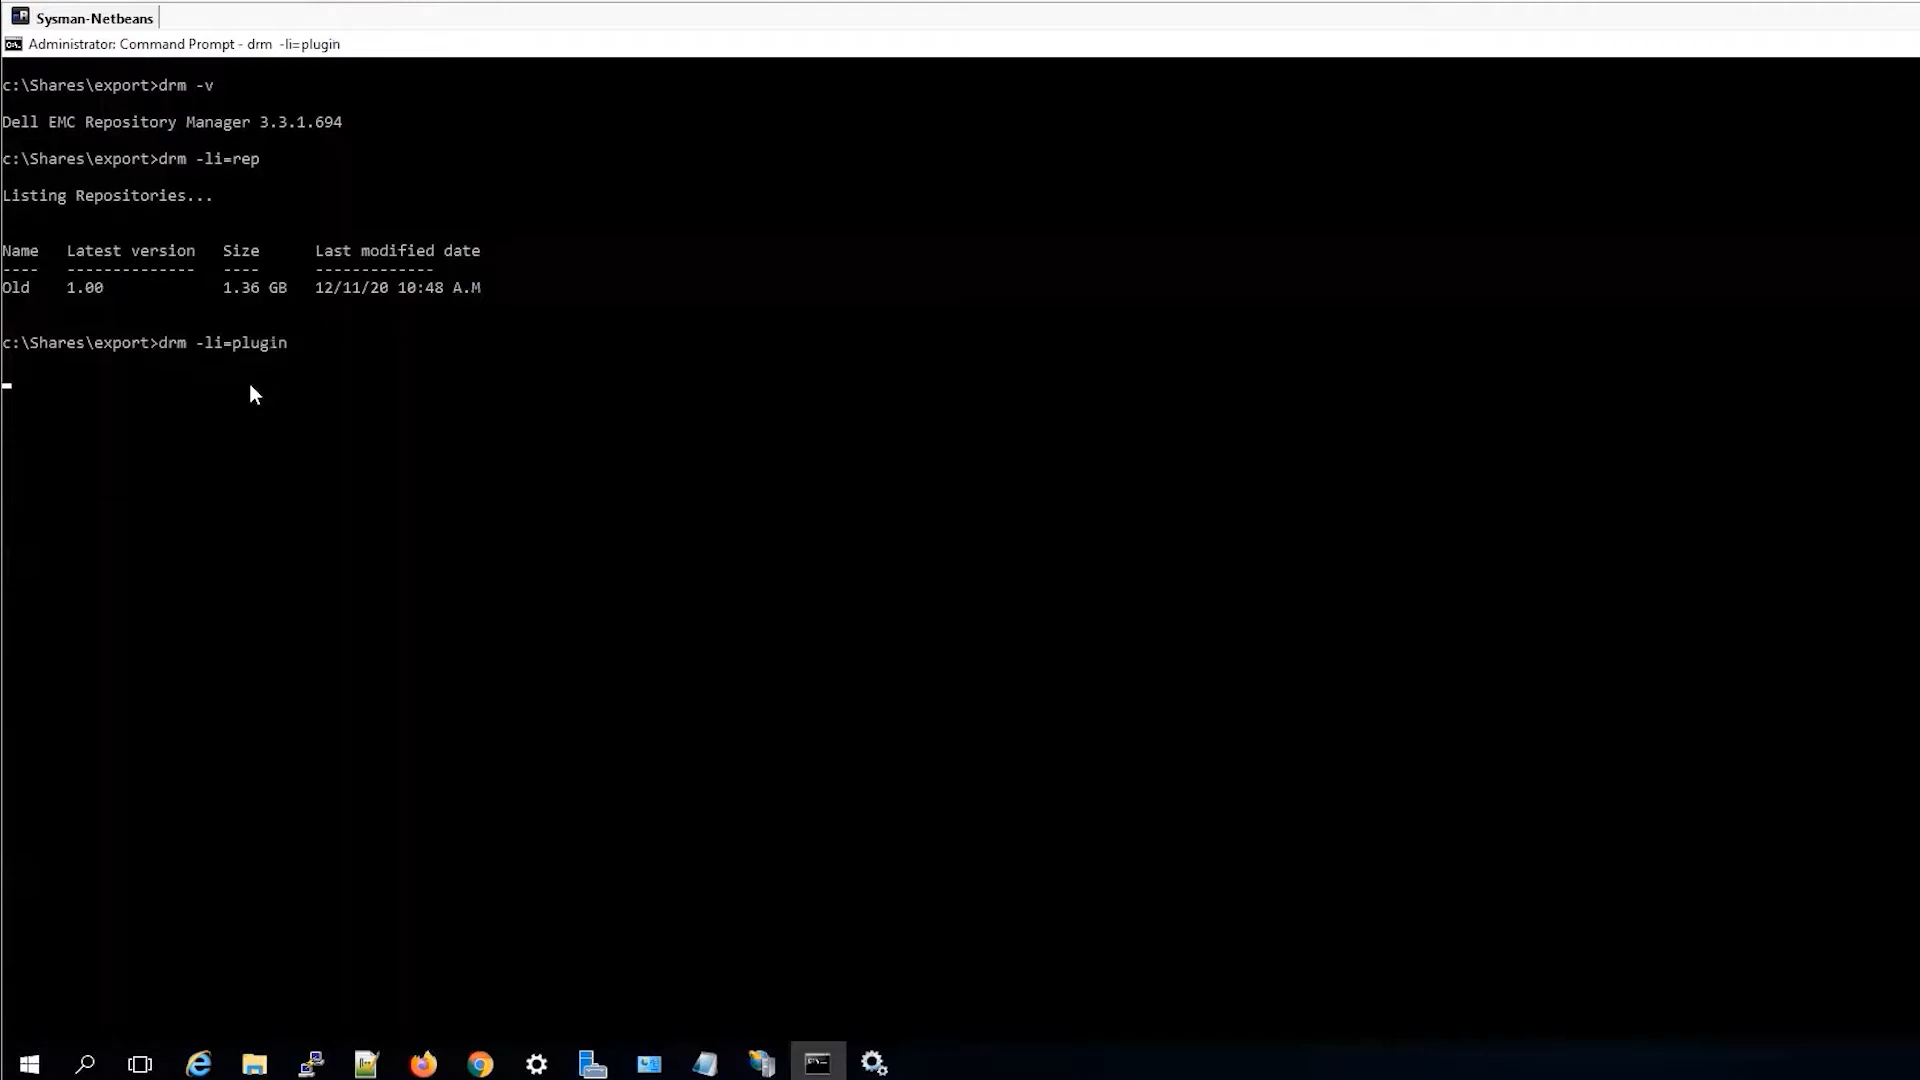 Sysman-Netbeans
Administrator: Command Prompt - drm -li=plugin
c:\Shares\export>drm -v
Dell EMC Repository Manager 3.3.1.694
c:\Shares\export>drm -li=rep
Listing Repositories...
Name Latest version Size Last modified date
---- -------------- ---- -------------
Old 1.00 1.36 GB 12/11/20 10:48 A.M
c:\Shares\export>drm -li=plugin